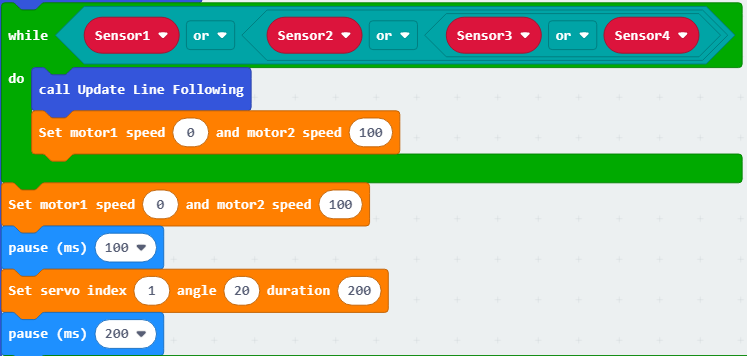 while Sensor1 or Sensor2 or Sensor3 or Sensor4
do
call Update Line Following
Set motor1 speed 0 and motor2 speed 100
Set motor1 speed 0 and motor2 speed 100
pause (ms) 100
Set servo index 1 angle 20 duration 200
pause (ms) 200